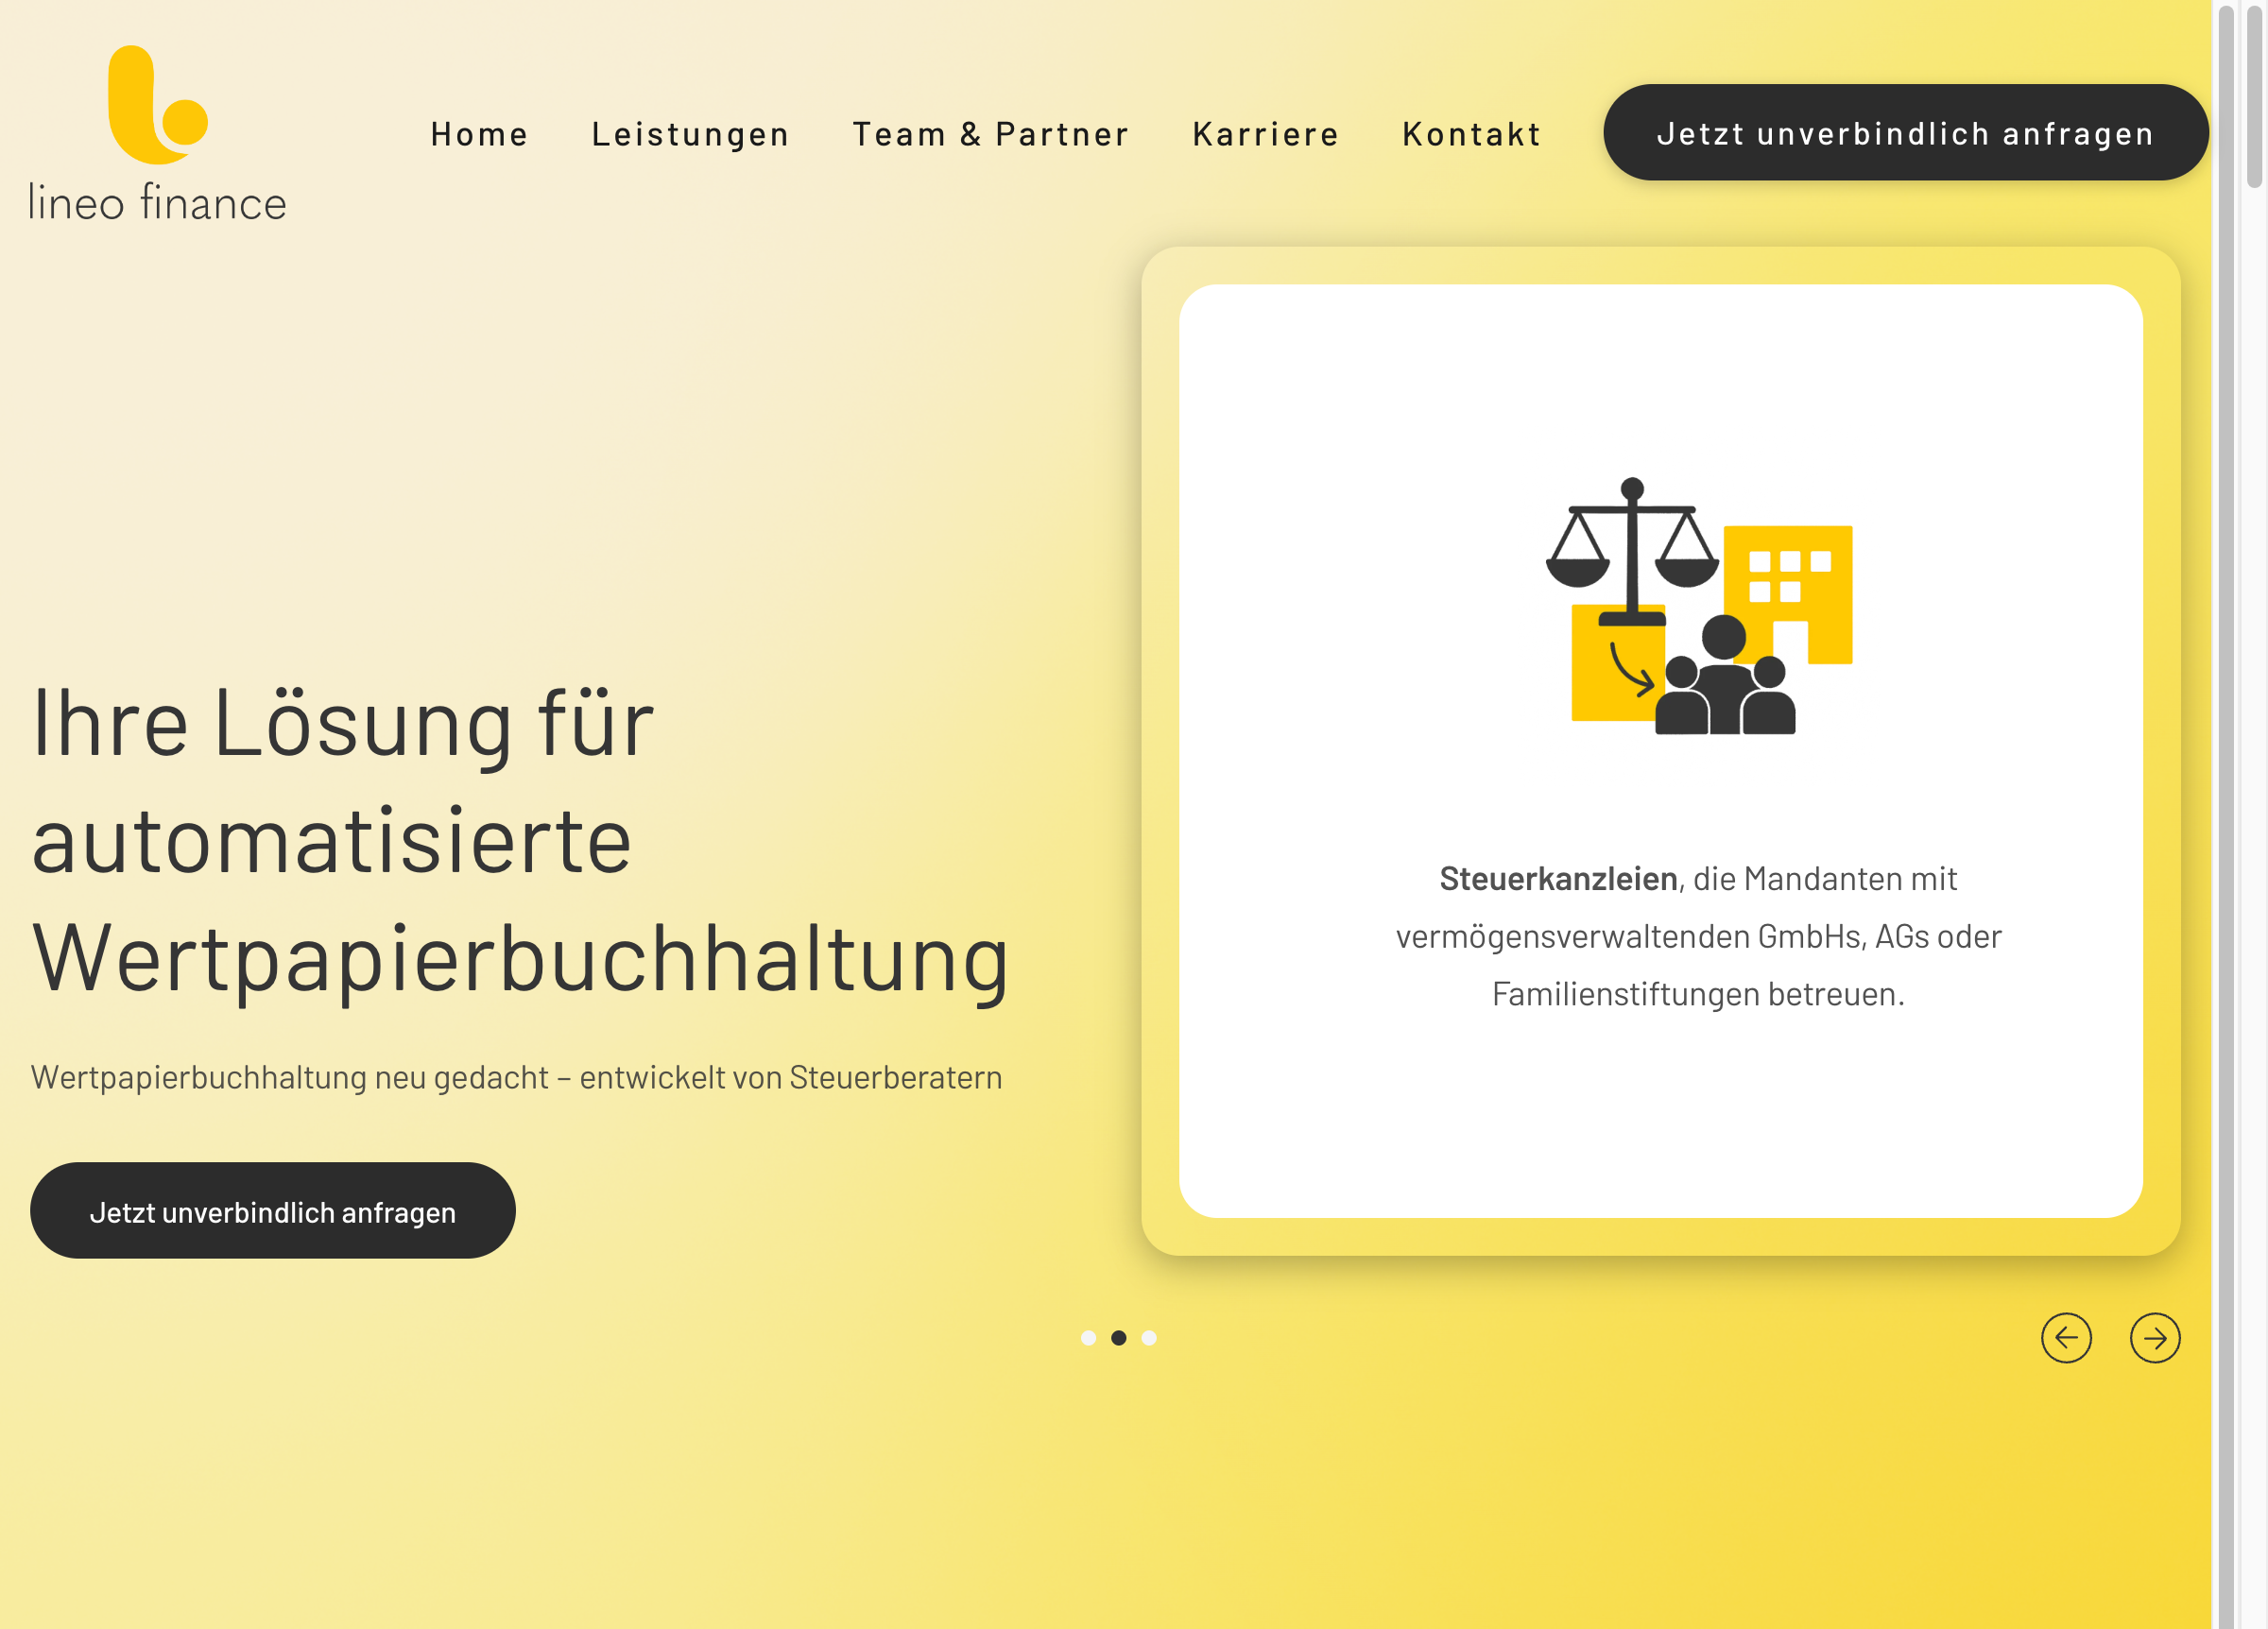 lineo finance
Home
Leistungen
Team & Partner
Karriere
Kontakt
Jetzt unverbindlich anfragen
Ihre Lösung für
automatisierte
Wertpapierbuchhaltung
Wertpapierbuchhaltung neu gedacht – entwickelt von Steuerberatern
Jetzt unverbindlich anfragen
Steuerkanzleien, die Mandanten mit
vermögensverwaltenden GmbHs, AGs oder
Familienstiftungen betreuen.